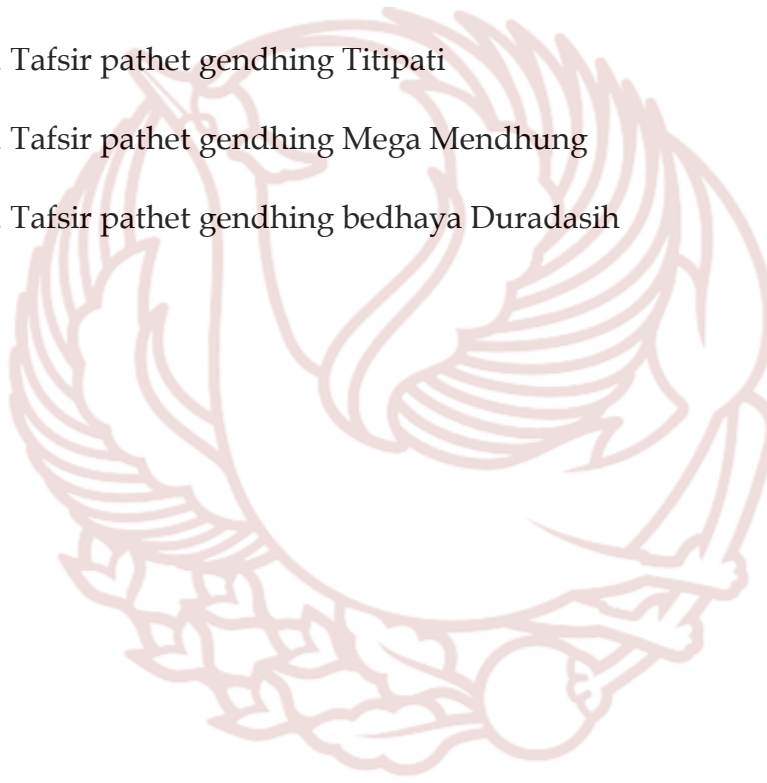 . Tafsir pathet gendhing Titipati
. Tafsir pathet gendhing Mega Mendhung
. Tafsir pathet gendhing bedhaya Duradasih